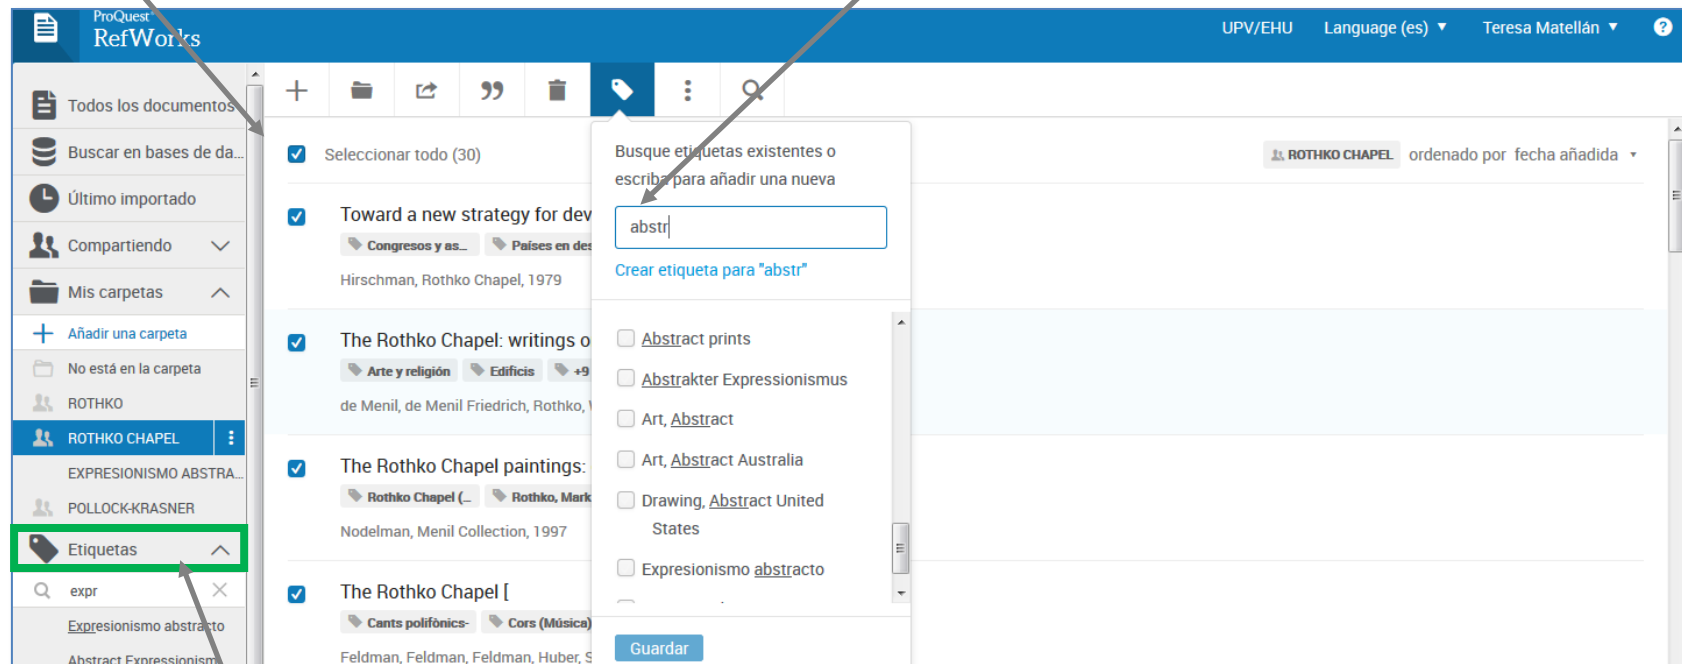 ProQuest
RefWorks
UPV/EHU Language (es) Teresa Matellán ?
Todos los documentos
Buscar en bases de da...
Último importado
Compartiendo
Mis carpetas
Añadir una carpeta
No está en la carpeta
ROTHKO
ROTHKO CHAPEL
EXPRESIONISMO ABSTRA...
POLLOCK-KRASNER
Etiquetas
expr
Expresionismo abstracto
Abstract Expressionism
Seleccionar todo (30)
ROTHKO CHAPEL ordenado por fecha añadida
Toward a new strategy for dev
Congresos y as... Países en des
Hirschman, Rothko Chapel, 1979
The Rothko Chapel: writings o
Arte y religión Edificis +9
de Menil, de Menil Friedrich, Rothko,
The Rothko Chapel paintings:
Rothko Chapel (... Rothko, Mark
Nodelman, Menil Collection, 1997
The Rothko Chapel [
Cants polifònics- Cors (Música)
Feldman, Feldman, Feldman, Huber, S
Busque etiquetas existentes o
escriba para añadir una nueva
abstr
Crear etiqueta para "abstr"
Abstract prints
Abstrakter Expressionismus
Art, Abstract
Art, Abstract Australia
Drawing, Abstract United
States
Expresionismo abstracto
Guardar